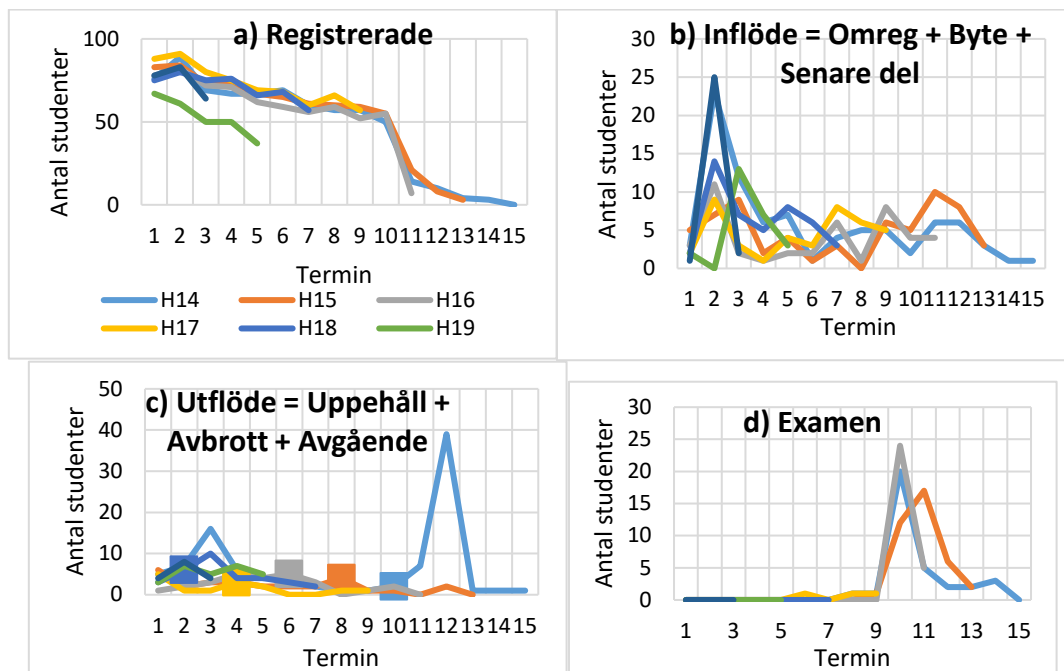 a) Registrerade
Antal studenter
100
50
0
1 2 3 4 5 6 7 8 9 10 11 12 13 14 15
Termin
H14 H15 H16
H17 H18 H19
b) Inflöde = Omreg + Byte +
Senare del
Antal studenter
30
25
20
15
10
5
0
1 2 3 4 5 6 7 8 9 10 11 12 13 14 15
Termin
c) Utflöde = Uppehåll +
Avbrott + Avgående
Antal studenter
50
40
30
20
10
0
1 2 3 4 5 6 7 8 9 10 11 12 13 14 15
Termin
d) Examen
Antal studenter
30
25
20
15
10
5
0
1 3 5 7 9 11 13 15
Termin